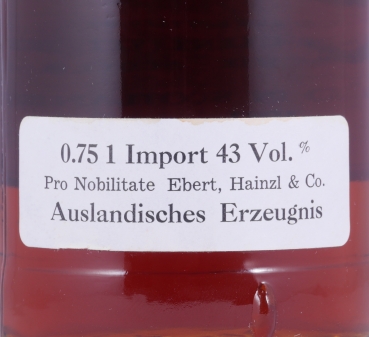 0.75 l Import 43 Vol. %
Pro Nobilitate Ebert, Hainzl & Co.
Auslandisches Erzeugnis